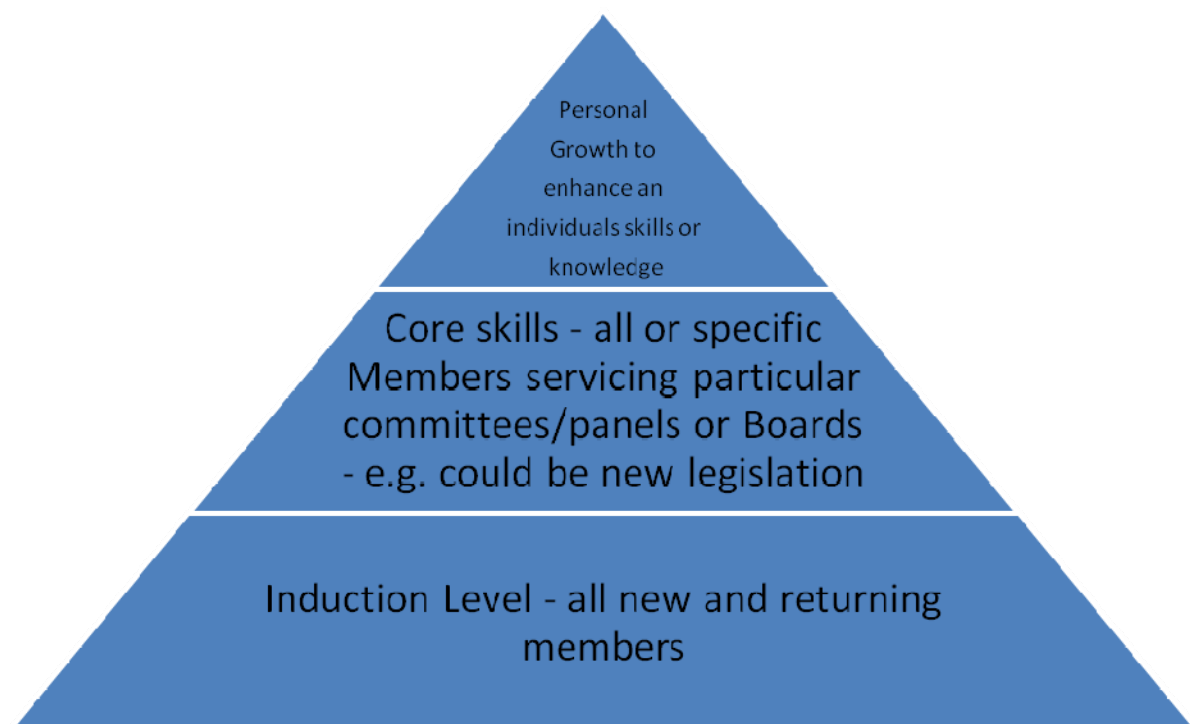 Personal
Growth to
enhance an
individuals skills or
knowledge
Core skills - all or specific
Members servicing particular
committees/panels or Boards
- e.g. could be new legislation
Induction Level - all new and returning
members